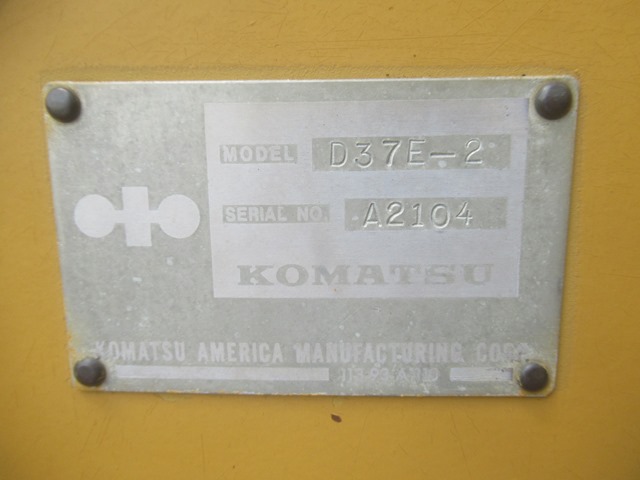 MODEL D37E-2
SERIAL NO. A2104
KOMATSU
KOMATSU AMERICA MANUFACTURING CORP.